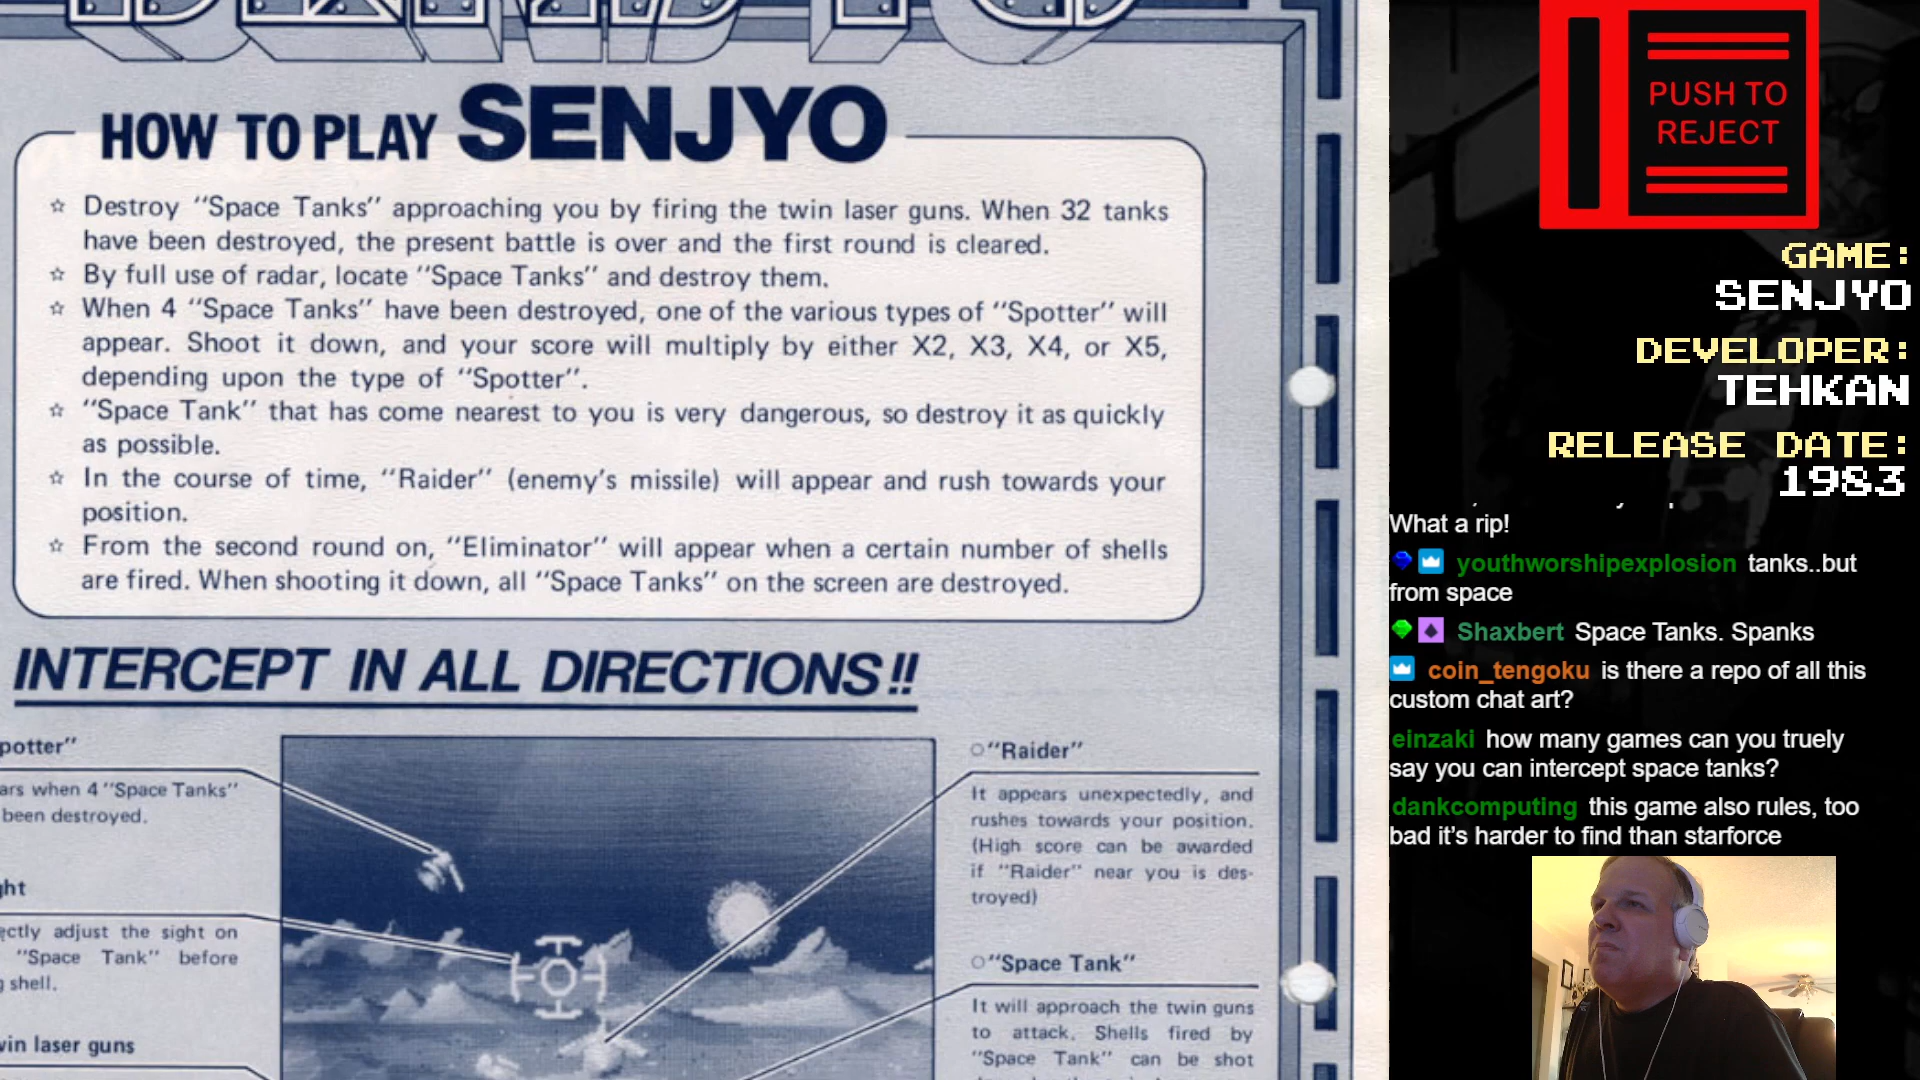 SENJYO
HOW TO PLAY SENJYO
☆ Destroy "Space Tanks" approaching you by firing the twin laser guns. When 32 tanks
have been destroyed, the present battle is over and the first round is cleared.
☆ By full use of radar, locate "Space Tanks" and destroy them.
☆ When 4 "Space Tanks" have been destroyed, one of the various types of "Spotter" will
appear. Shoot it down, and your score will multiply by either X2, X3, X4, or X5,
depending upon the type of "Spotter".
☆ "Space Tank" that has come nearest to you is very dangerous, so destroy it as quickly
as possible.
☆ In the course of time, "Raider" (enemy's missile) will appear and rush towards your
position.
☆ From the second round on, "Eliminator" will appear when a certain number of shells
are fired. When shooting it down, all "Space Tanks" on the screen are destroyed.
INTERCEPT IN ALL DIRECTIONS!!
potter"
ars when 4 "Space Tanks"
been destroyed.
ght
ectly adjust the sight on
"Space Tank" before
g shell.
win laser guns
○"Raider"
It appears unexpectedly, and
rushes towards your position.
(High score can be awarded
if "Raider" near you is des-
troyed)
○"Space Tank"
It will approach the twin guns
to attack. Shells fired by
"Space Tank" can be shot
PUSH TO
REJECT
GAME:
SENJYO
DEVELOPER:
TEHKAN
RELEASE DATE:
1983
What a rip!
youthworshipexplosion tanks..but
from space
Shaxbert Space Tanks. Spanks
coin_tengoku is there a repo of all this
custom chat art?
einzaki how many games can you truely
say you can intercept space tanks?
dankcomputing this game also rules, too
bad it's harder to find than starforce